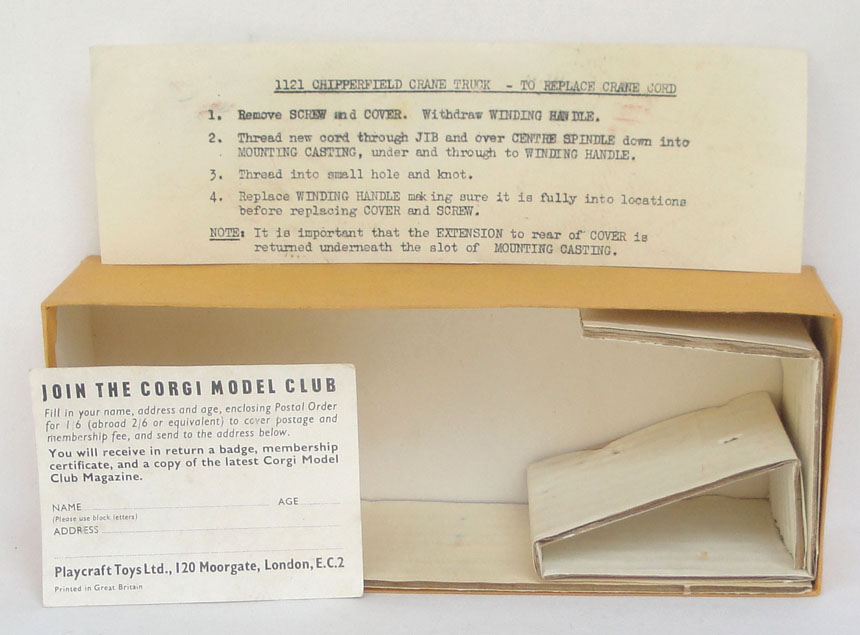 1121 CHIPPERFIELD CRANE TRUCK - TO REPLACE CRANE CORD
1. Remove SCREW and COVER. Withdraw WINDING HANDLE.
2. Thread new cord through JIB and over CENTRE SPINDLE down into
MOUNTING CASTING, under and through to WINDING HANDLE.
3. Thread into small hole and knot.
4. Replace WINDING HANDLE making sure it is fully into locations
before replacing COVER and SCREW.
NOTE: It is important that the EXTENSION to rear of COVER is
returned underneath the slot of MOUNTING CASTING.
JOIN THE CORGI MODEL CLUB
Fill in your name, address and age, enclosing Postal Order
for 1/6 (abroad 2/6 or equivalent) to cover postage and
membership fee, and send to the address below.
You will receive in return a badge, membership
certificate, and a copy of the latest Corgi Model
Club Magazine.
NAME AGE
(Please use block letters)
ADDRESS
Playcraft Toys Ltd., 120 Moorgate, London, E.C.2
Printed in Great Britain